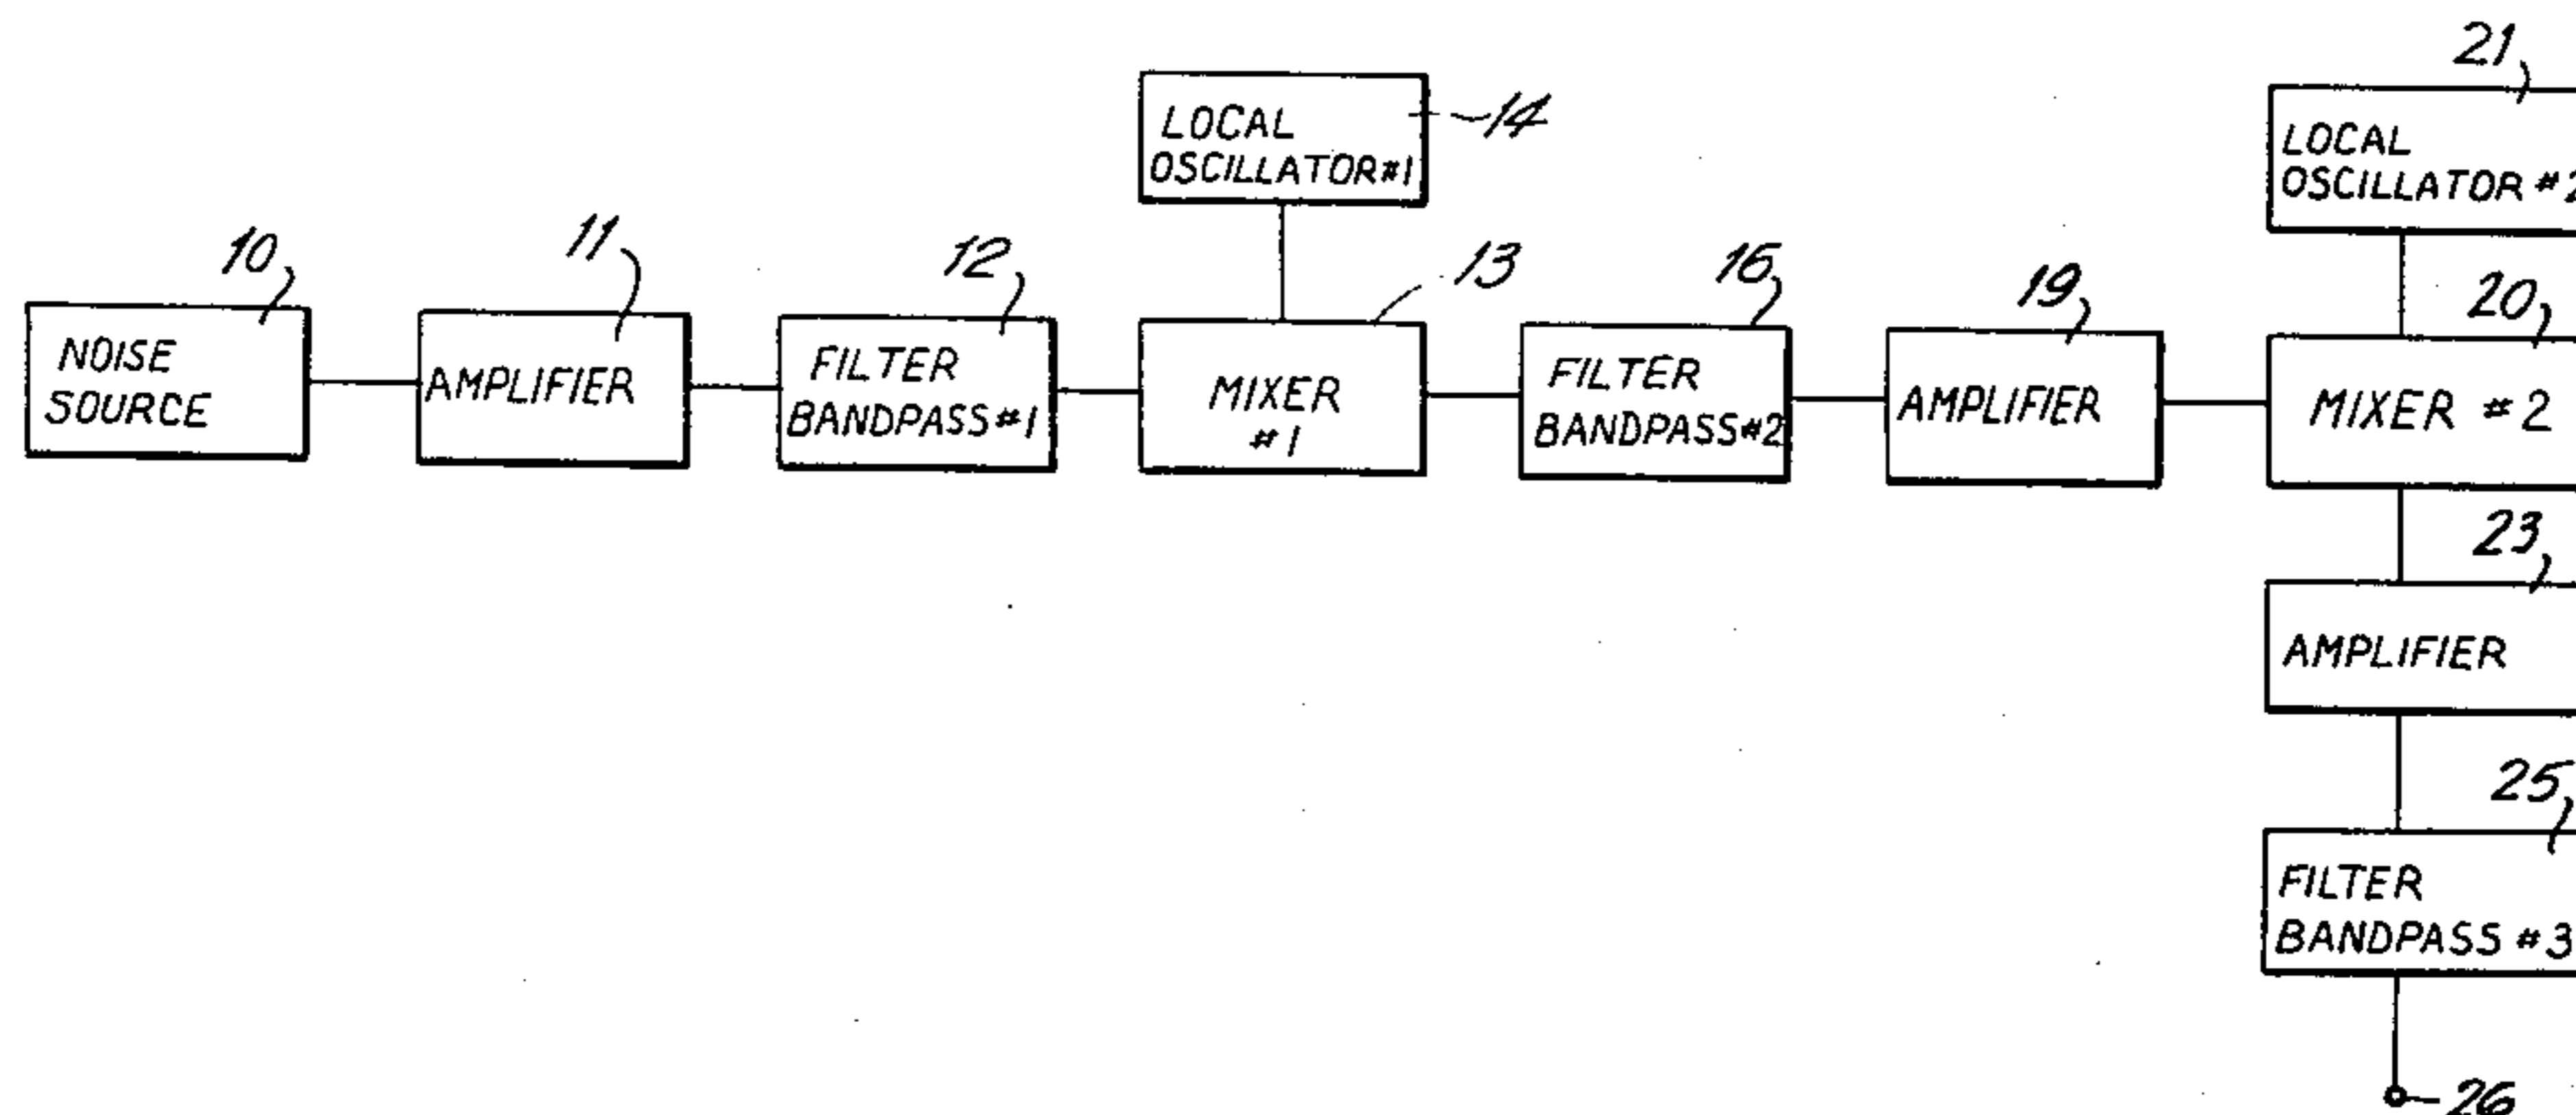 21
LOCAL
OSCILLATOR #1
14
LOCAL
OSCILLATOR #2
10
11
12
13
16
19
20
NOISE
SOURCE
AMPLIFIER
FILTER
BANDPASS #1
MIXER
#1
FILTER
BANDPASS #2
AMPLIFIER
MIXER #2
23
AMPLIFIER
25
FILTER
BANDPASS #3
26